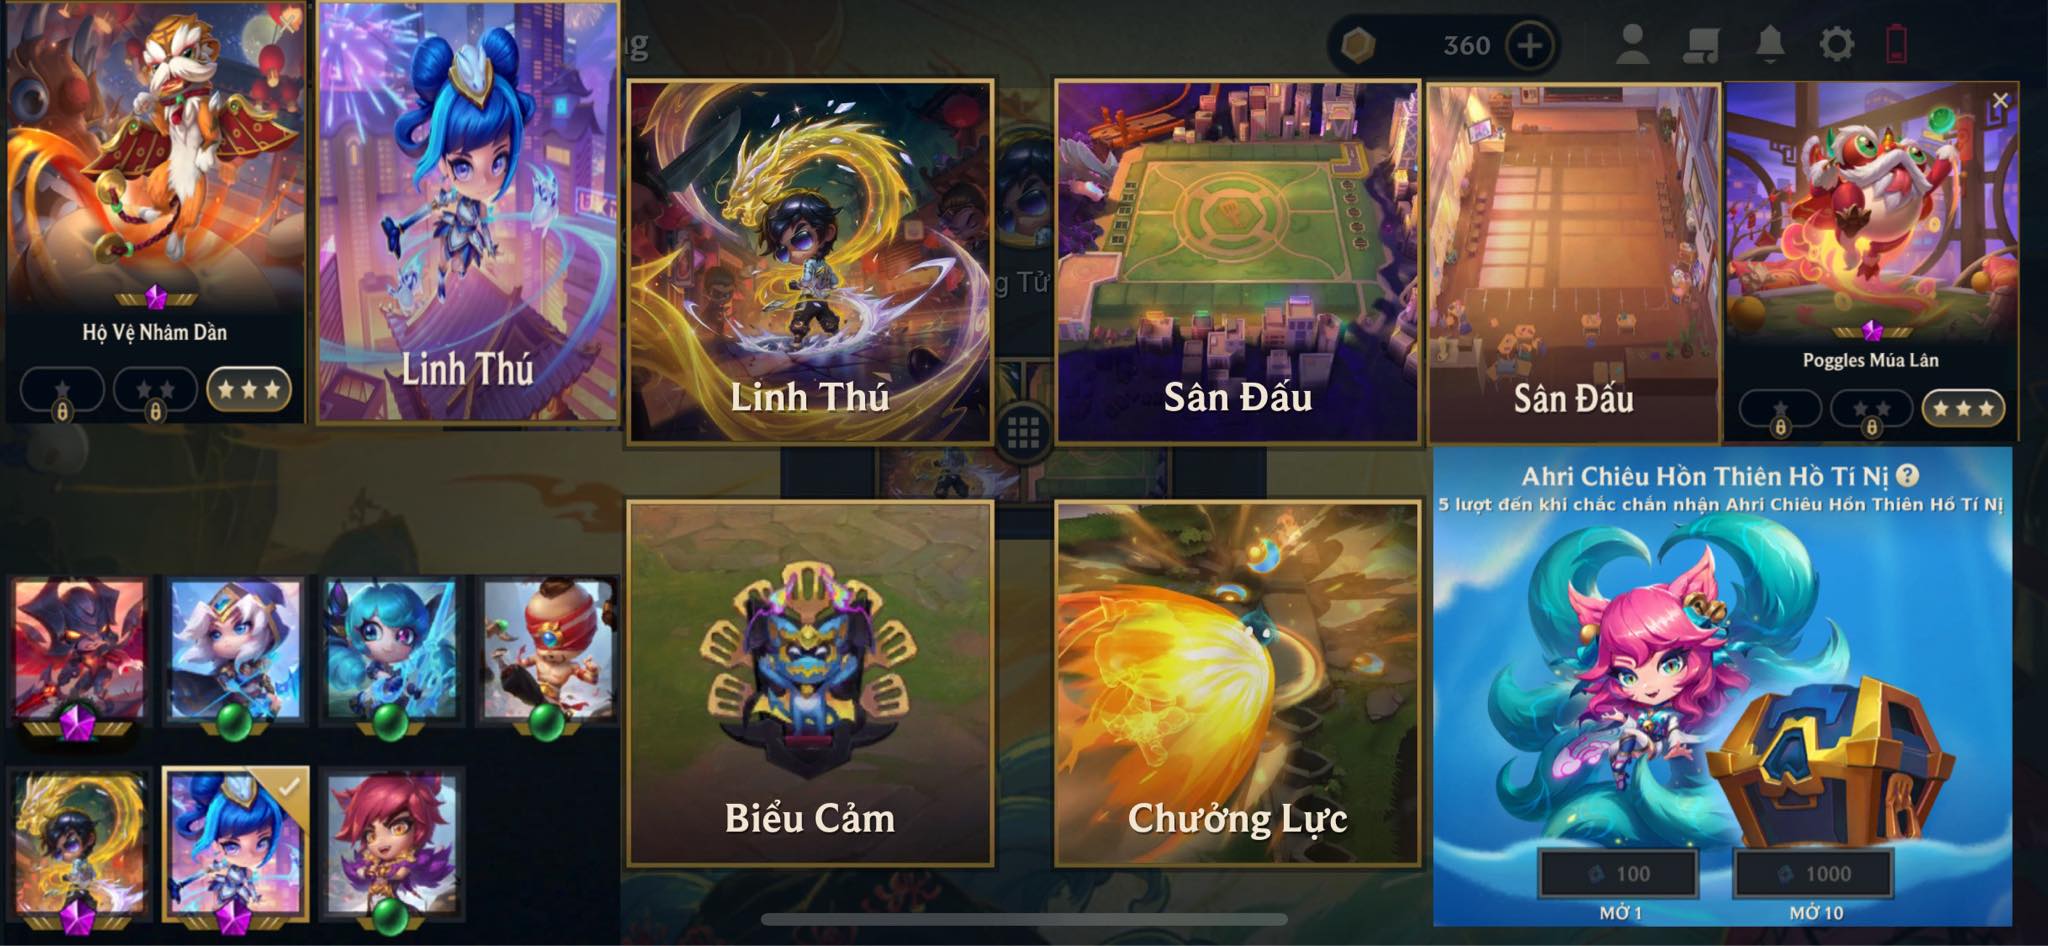 ng
360
Hộ Vệ Nhâm Dần
Linh Thú
Linh Thú
Sân Đấu
Sân Đấu
Poggles Múa Lân
g Tử
Biểu Cảm
Chưởng Lực
Ahri Chiêu Hồn Thiên Hồ Tí Nị
5 lượt đến khi chắc chắn nhận Ahri Chiêu Hồn Thiên Hồ Tí Nị
100
1000
MỞ 1
MỞ 10